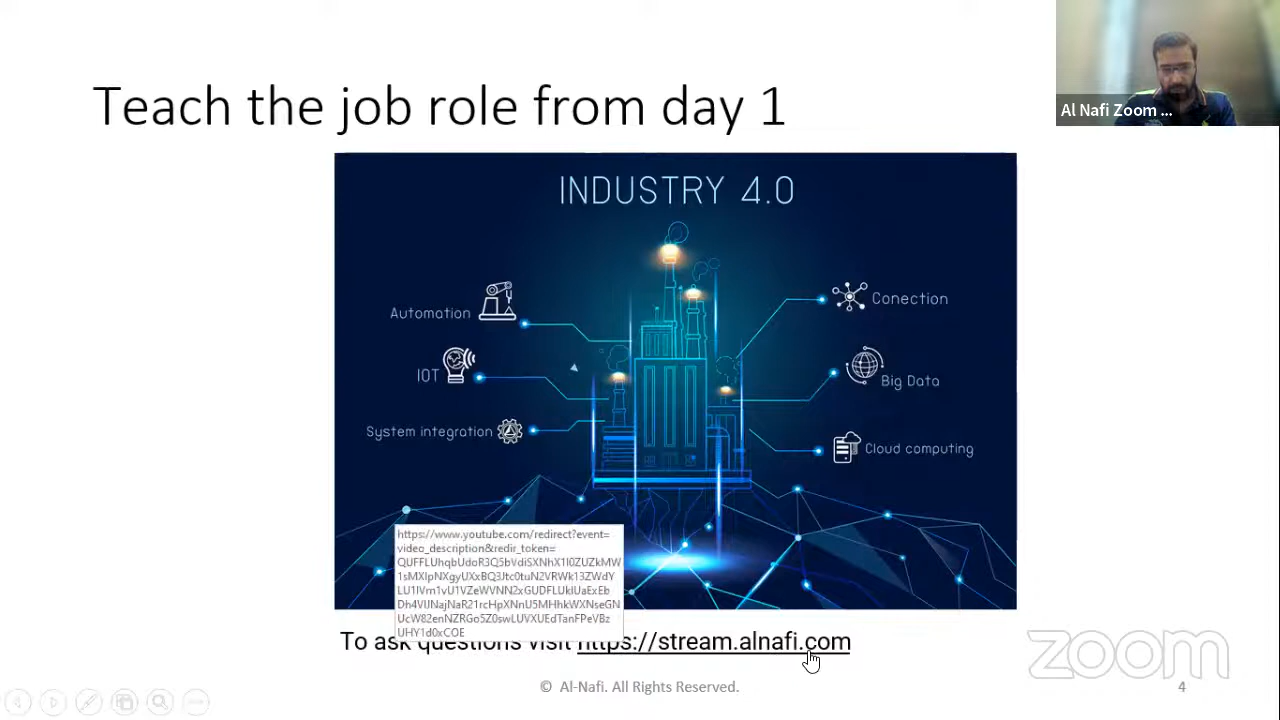 Teach the job role from day 1
Al Nafi Zoom ...
INDUSTRY 4.0
Automation
Conection
IOT
Big Data
System integration
Cloud computing
https://www.youtube.com/redirect?event=
video_description&redir_token=
To ask questions visit https://stream.alnafi.com
zoom
© Al-Nafi. All Rights Reserved.
4